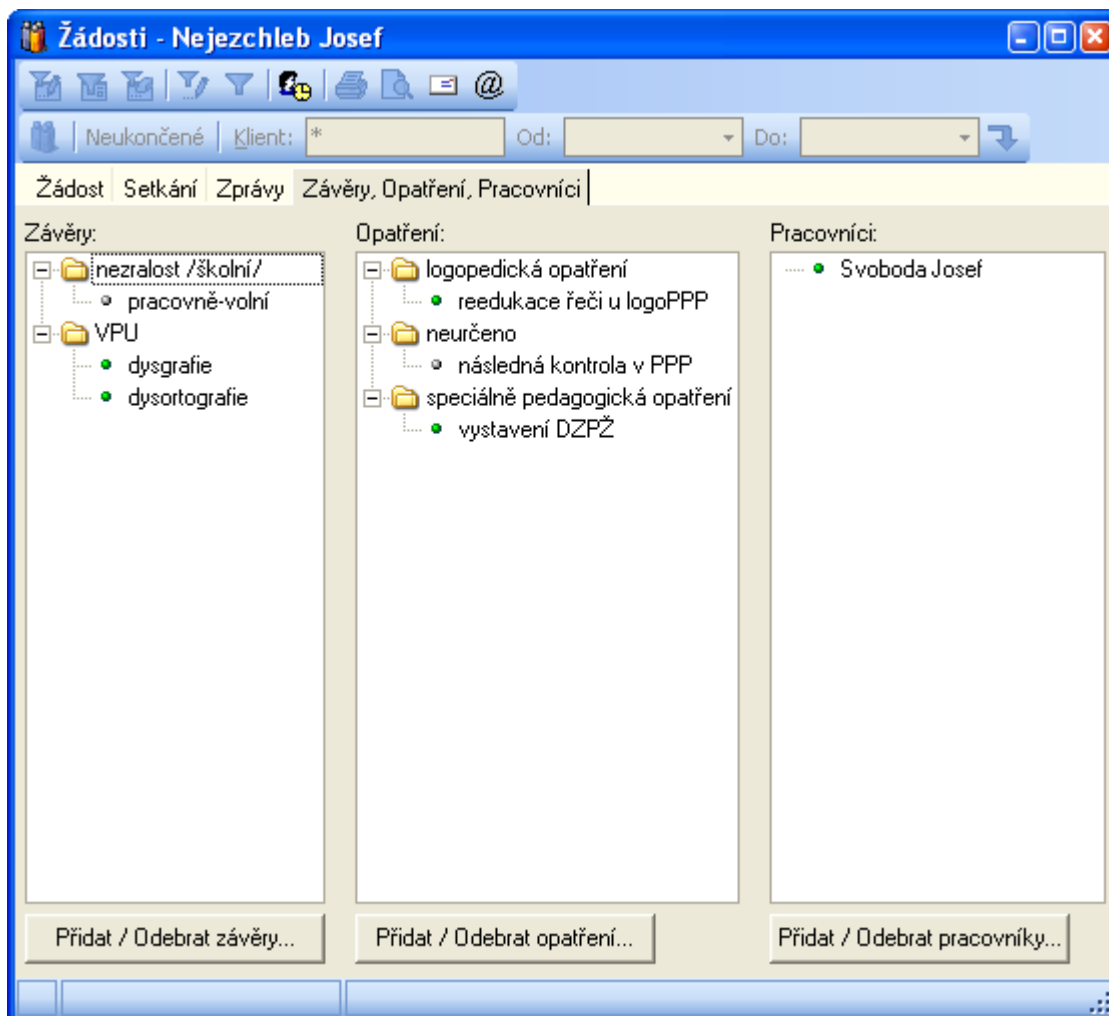 Žádosti - Nejezchleb Josef
@
Neukončené Klient: * Od: Do:
Žádost Setkání Zprávy Závěry, Opatření, Pracovníci
Závěry:
nezralost /školní/
pracovně-volní
VPU
dysgrafie
dysortografie
Přidat / Odebrat závěry...
Opatření:
logopedická opatření
reedukace řeči u logoPPP
neurčeno
následná kontrola v PPP
speciálně pedagogická opatření
vystavení DZPŽ
Přidat / Odebrat opatření...
Pracovníci:
Svoboda Josef
Přidat / Odebrat pracovníky...